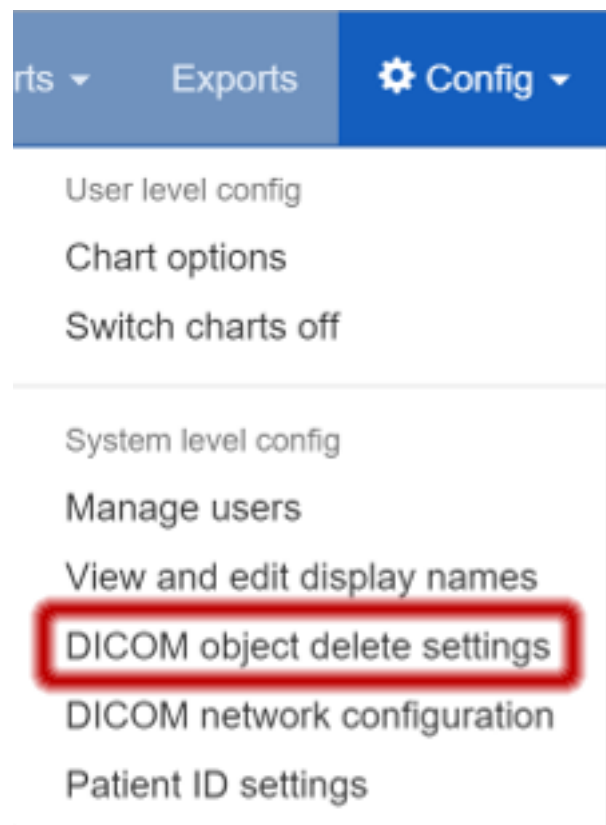 rts Exports Config
User level config
Chart options
Switch charts off
System level config
Manage users
View and edit display names
DICOM object delete settings
DICOM network configuration
Patient ID settings